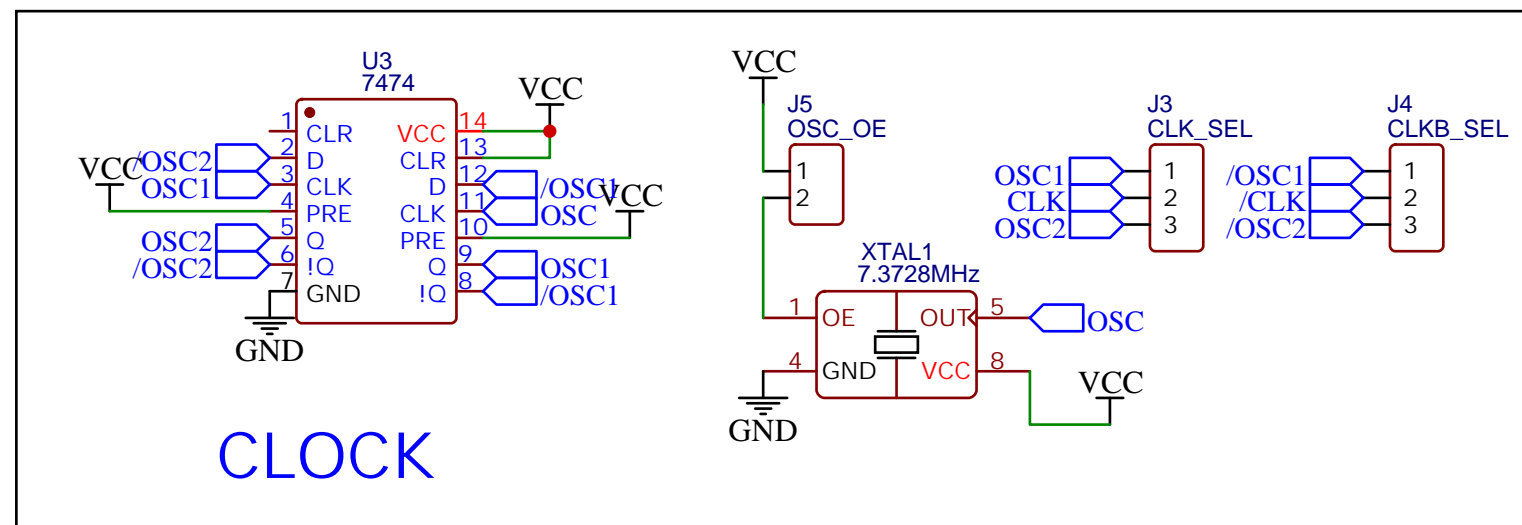 U3
7474
VCC
1 CLR
2 D
3 CLK
4 PRE
5 Q
6 !Q
7 GND
VCC 14
CLR 13
D 12
CLK 11
PRE 10
Q 9
!Q 8
/OSC2
VCC
OSC1
OSC2
/OSC2
GND
/OSC1
VCC
OSC
OSC1
/OSC1
CLOCK
VCC
J5
OSC_OE
1
2
XTAL1
7.3728MHz
1 OE OUT 5
OSC
4 GND VCC 8
VCC
GND
J3
CLK_SEL
OSC1 1
CLK 2
OSC2 3
J4
CLKB_SEL
/OSC1 1
/CLK 2
/OSC2 3